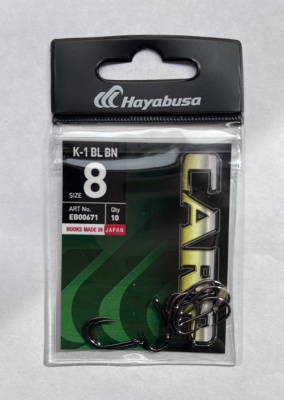 Hayabusa
K-1 BL BN
SIZE 8
ART No. Qty
EB00671 10
HOOKS MADE IN JAPAN
CARP